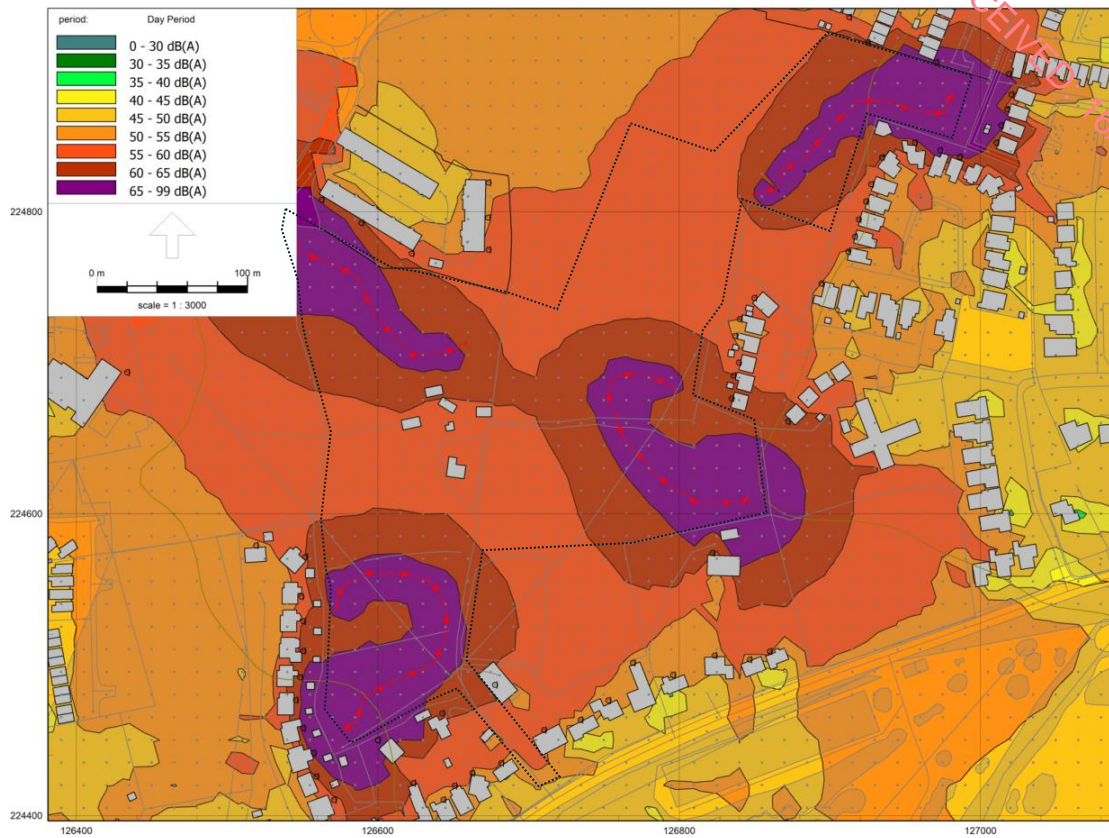 period: Day Period
0 - 30 dB(A)
30 - 35 dB(A)
35 - 40 dB(A)
40 - 45 dB(A)
45 - 50 dB(A)
50 - 55 dB(A)
55 - 60 dB(A)
60 - 65 dB(A)
65 - 99 dB(A)
0 m 100 m
scale = 1 : 3000
224800
224600
224400
126400 126600 126800 127000